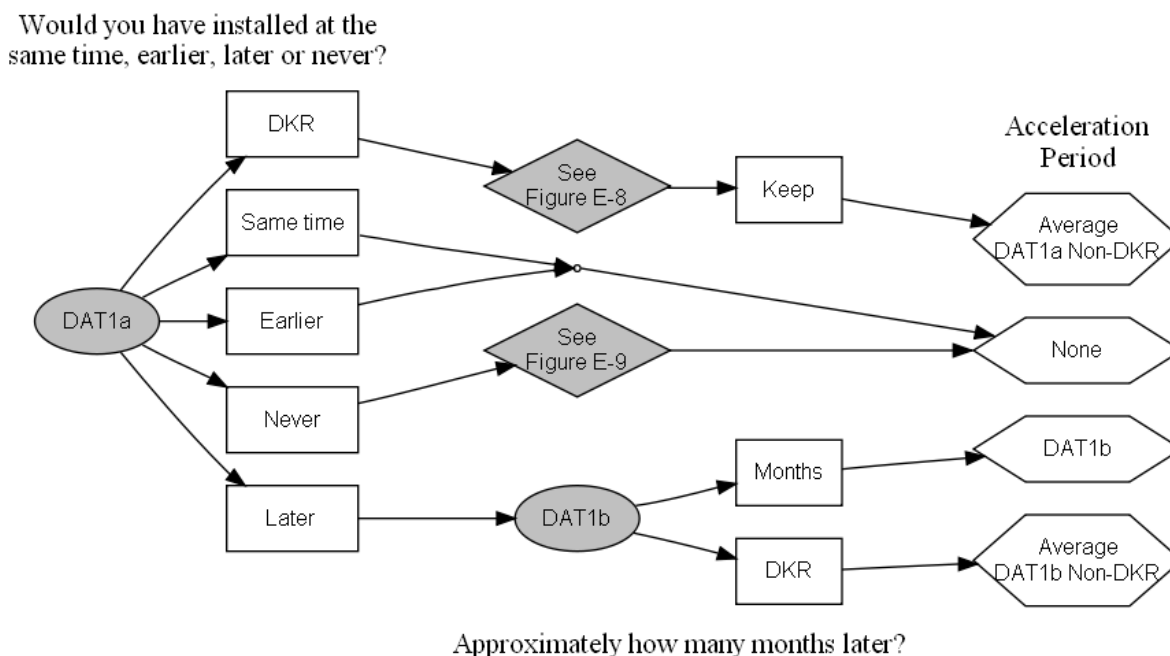 Would you have installed at the
same time, earlier, later or never?
DKR
Same time
DAT1a
Earlier
Never
Later
See
Figure E-8
See
Figure E-9
DAT1b
Keep
Months
DKR
Acceleration
Period
Average
DAT1a Non-DKR
None
DAT1b
Average
DAT1b Non-DKR
Approximately how many months later?